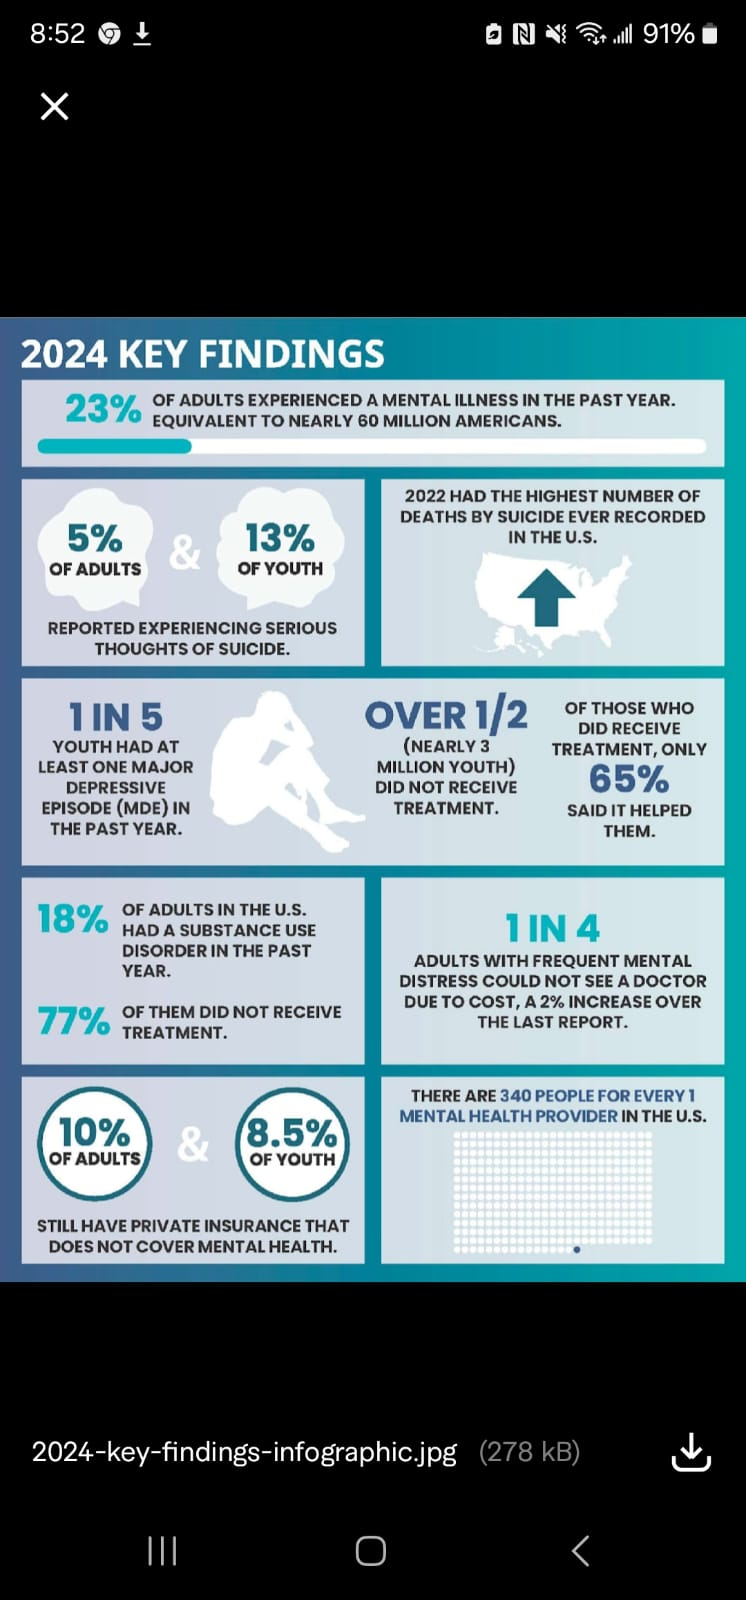 8:52 91%
2024 KEY FINDINGS
23% OF ADULTS EXPERIENCED A MENTAL ILLNESS IN THE PAST YEAR.
EQUIVALENT TO NEARLY 60 MILLION AMERICANS.
5%
OF ADULTS
&
13%
OF YOUTH
REPORTED EXPERIENCING SERIOUS
THOUGHTS OF SUICIDE.
2022 HAD THE HIGHEST NUMBER OF
DEATHS BY SUICIDE EVER RECORDED
IN THE U.S.
1 IN 5
YOUTH HAD AT
LEAST ONE MAJOR
DEPRESSIVE
EPISODE (MDE) IN
THE PAST YEAR.
OVER 1/2
(NEARLY 3
MILLION YOUTH)
DID NOT RECEIVE
TREATMENT.
OF THOSE WHO
DID RECEIVE
TREATMENT, ONLY
65%
SAID IT HELPED
THEM.
18% OF ADULTS IN THE U.S.
HAD A SUBSTANCE USE
DISORDER IN THE PAST
YEAR.
77% OF THEM DID NOT RECEIVE
TREATMENT.
1 IN 4
ADULTS WITH FREQUENT MENTAL
DISTRESS COULD NOT SEE A DOCTOR
DUE TO COST, A 2% INCREASE OVER
THE LAST REPORT.
10%
OF ADULTS
&
8.5%
OF YOUTH
STILL HAVE PRIVATE INSURANCE THAT
DOES NOT COVER MENTAL HEALTH.
THERE ARE 340 PEOPLE FOR EVERY 1
MENTAL HEALTH PROVIDER IN THE U.S.
2024-key-findings-infographic.jpg (278 kB)